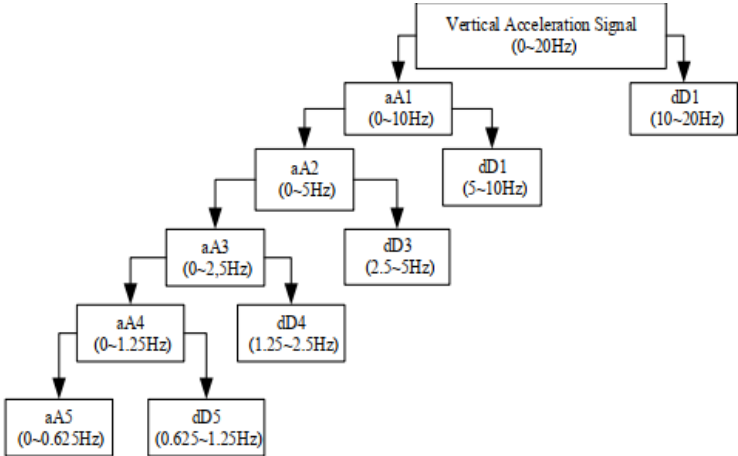 Vertical Acceleration Signal
(0~20Hz)
aA1
(0~10Hz)
dD1
(10~20Hz)
aA2
(0~5Hz)
dD1
(5~10Hz)
aA3
(0~2,5Hz)
dD3
(2.5~5Hz)
aA4
(0~1.25Hz)
dD4
(1.25~2.5Hz)
aA5
(0~0.625Hz)
dD5
(0.625~1.25Hz)